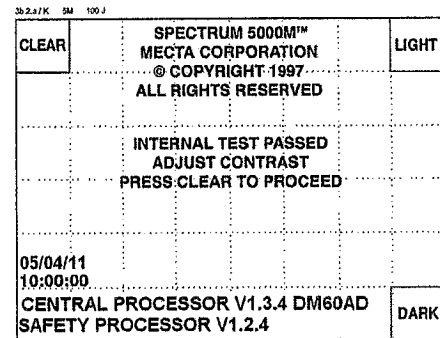 3b.2.a / K 5M 100 J
CLEAR
SPECTRUM 5000M™
MECTA CORPORATION
© COPYRIGHT 1997
ALL RIGHTS RESERVED
LIGHT
INTERNAL TEST PASSED
ADJUST CONTRAST
PRESS CLEAR TO PROCEED
05/04/11
10:00:00
CENTRAL PROCESSOR V1.3.4 DM60AD
SAFETY PROCESSOR V1.2.4
DARK